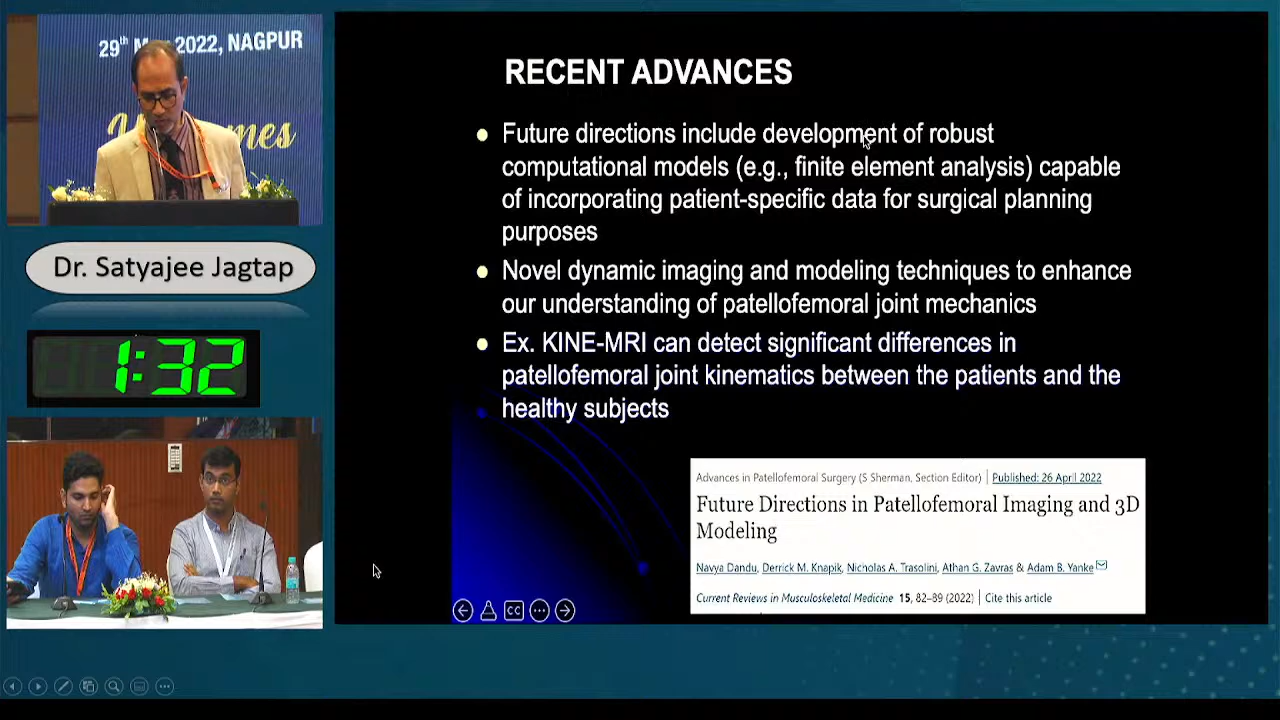 29th May 2022, NAGPUR
Dr. Satyajee Jagtap
1:32
RECENT ADVANCES
Future directions include development of robust
computational models (e.g., finite element analysis) capable
of incorporating patient-specific data for surgical planning
purposes
Novel dynamic imaging and modeling techniques to enhance
our understanding of patellofemoral joint mechanics
Ex. KINE-MRI can detect significant differences in
patellofemoral joint kinematics between the patients and the
healthy subjects
Advances in Patellofemoral Surgery (S Sherman, Section Editor) | Published: 26 April 2022
Future Directions in Patellofemoral Imaging and 3D
Modeling
Navya Dandu, Derrick M. Knapik, Nicholas A. Trasolini, Athan G. Zavras & Adam B. Yanke
Current Reviews in Musculoskeletal Medicine 15, 82–89 (2022) | Cite this article
CC